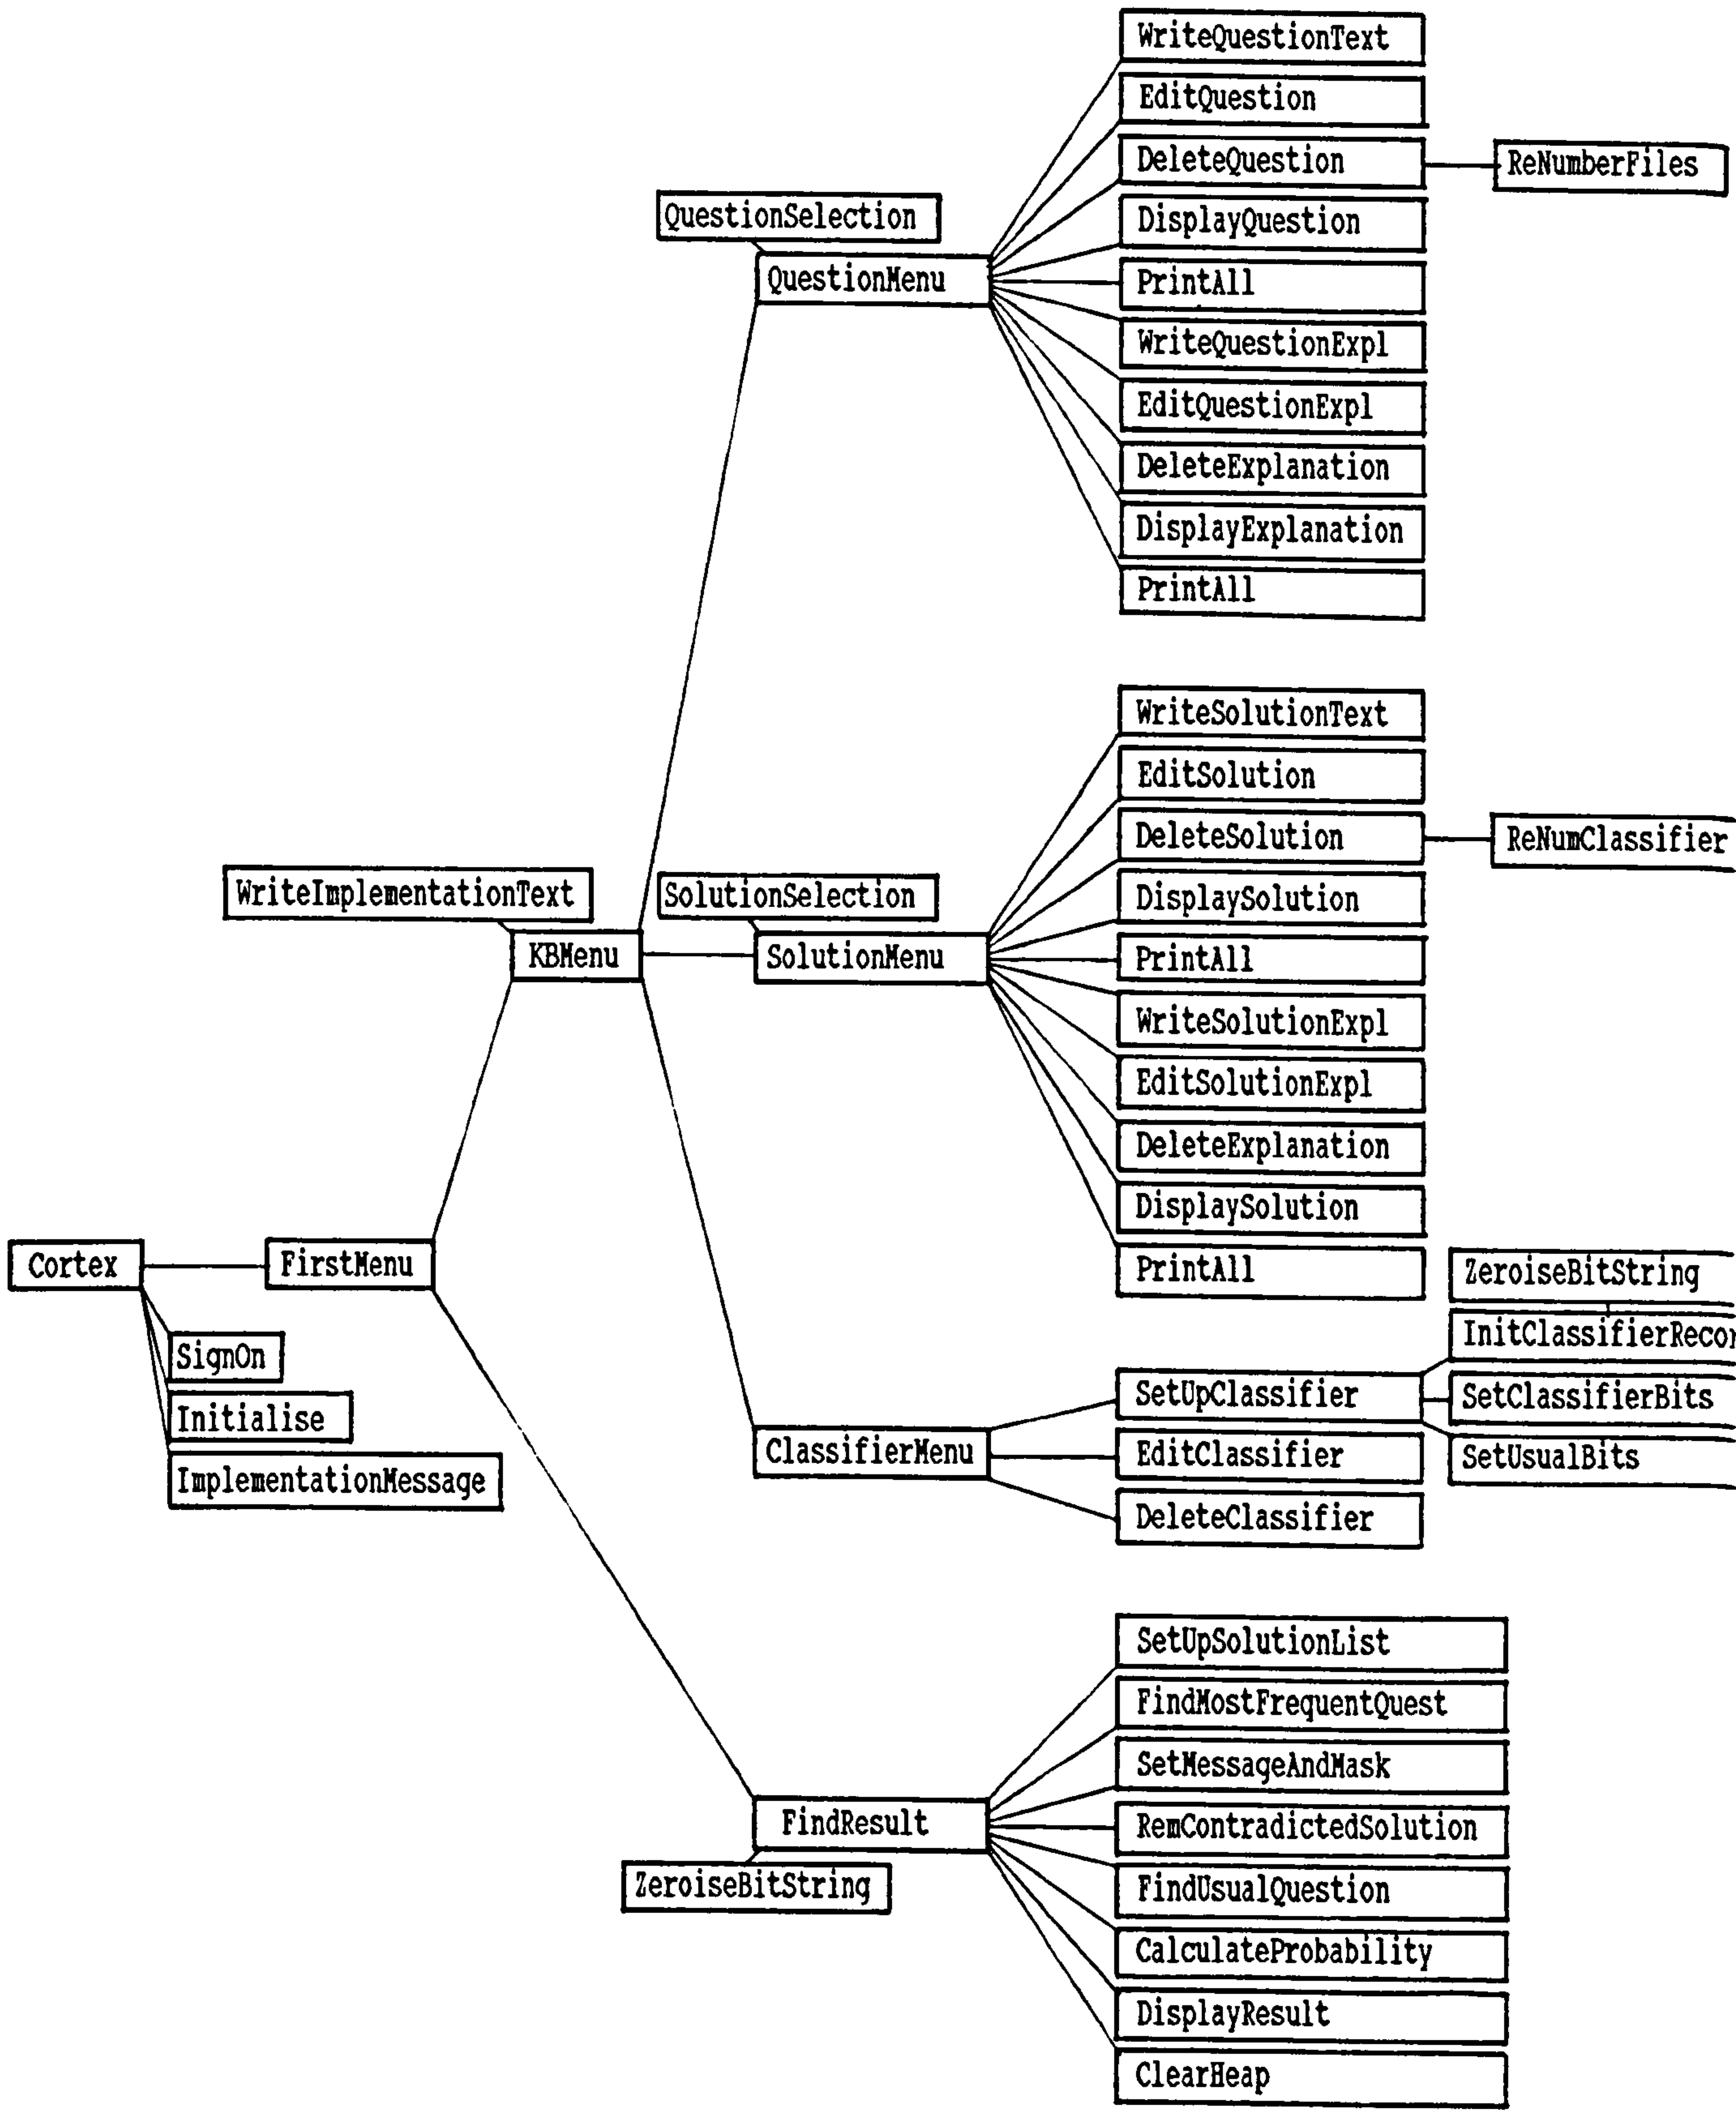 WriteQuestionText
EditQuestion
DeleteQuestion
ReNumberFiles
QuestionSelection
DisplayQuestion
QuestionMenu
PrintAll
WriteQuestionExpl
EditQuestionExpl
DeleteExplanation
DisplayExplanation
PrintAll
WriteSolutionText
EditSolution
DeleteSolution
ReNumClassifier
WriteImplementationText
SolutionSelection
DisplaySolution
KBMenu
SolutionMenu
PrintAll
WriteSolutionExpl
EditSolutionExpl
DeleteExplanation
DisplaySolution
Cortex
FirstMenu
PrintAll
ZeroiseBitString
InitClassifierRecor
SignOn
SetUpClassifier
SetClassifierBits
Initialise
ClassifierMenu
EditClassifier
SetUsualBits
ImplementationMessage
DeleteClassifier
SetUpSolutionList
FindMostFrequentQuest
SetMessageAndMask
FindResult
RemContradictedSolution
ZeroiseBitString
FindUsualQuestion
CalculateProbability
DisplayResult
ClearHeap